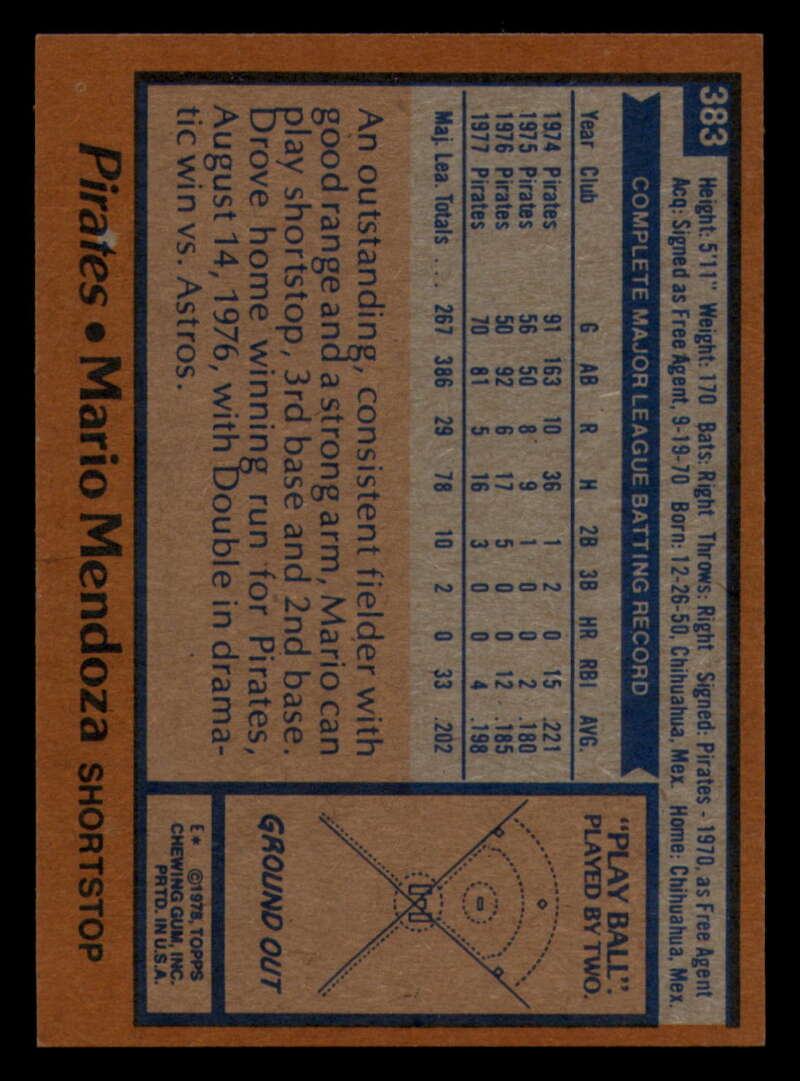 383
Height: 5'11" Weight: 170 Bats: Right Throws: Right Signed: Pirates - 1970, as Free Agent
Acq: Signed as Free Agent, 9-19-70 Born: 12-26-50, Chihuahua, Mex. Home: Chihuahua, Mex.
COMPLETE MAJOR LEAGUE BATTING RECORD
Year Club G AB R H 2B 3B HR RBI AVG.
1974 Pirates 91 163 10 36 1 2 0 15 .221
1975 Pirates 56 50 8 9 1 0 0 2 .180
1976 Pirates 50 92 6 17 5 0 0 12 .185
1977 Pirates 70 81 5 16 3 0 0 4 .198
Maj. Lea. Totals .... 267 386 29 78 10 2 0 33 .202
An outstanding, consistent fielder with
good range and a strong arm, Mario can
play shortstop, 3rd base and 2nd base.
Drove home winning run for Pirates,
August 14, 1976, with Double in drama-
tic win vs. Astros.
"PLAY BALL":
PLAYED BY TWO.
GROUND OUT
E* ©1978, TOPPS
CHEWING GUM, INC.
PRTD. IN U.S.A.
Pirates • Mario Mendoza SHORTSTOP